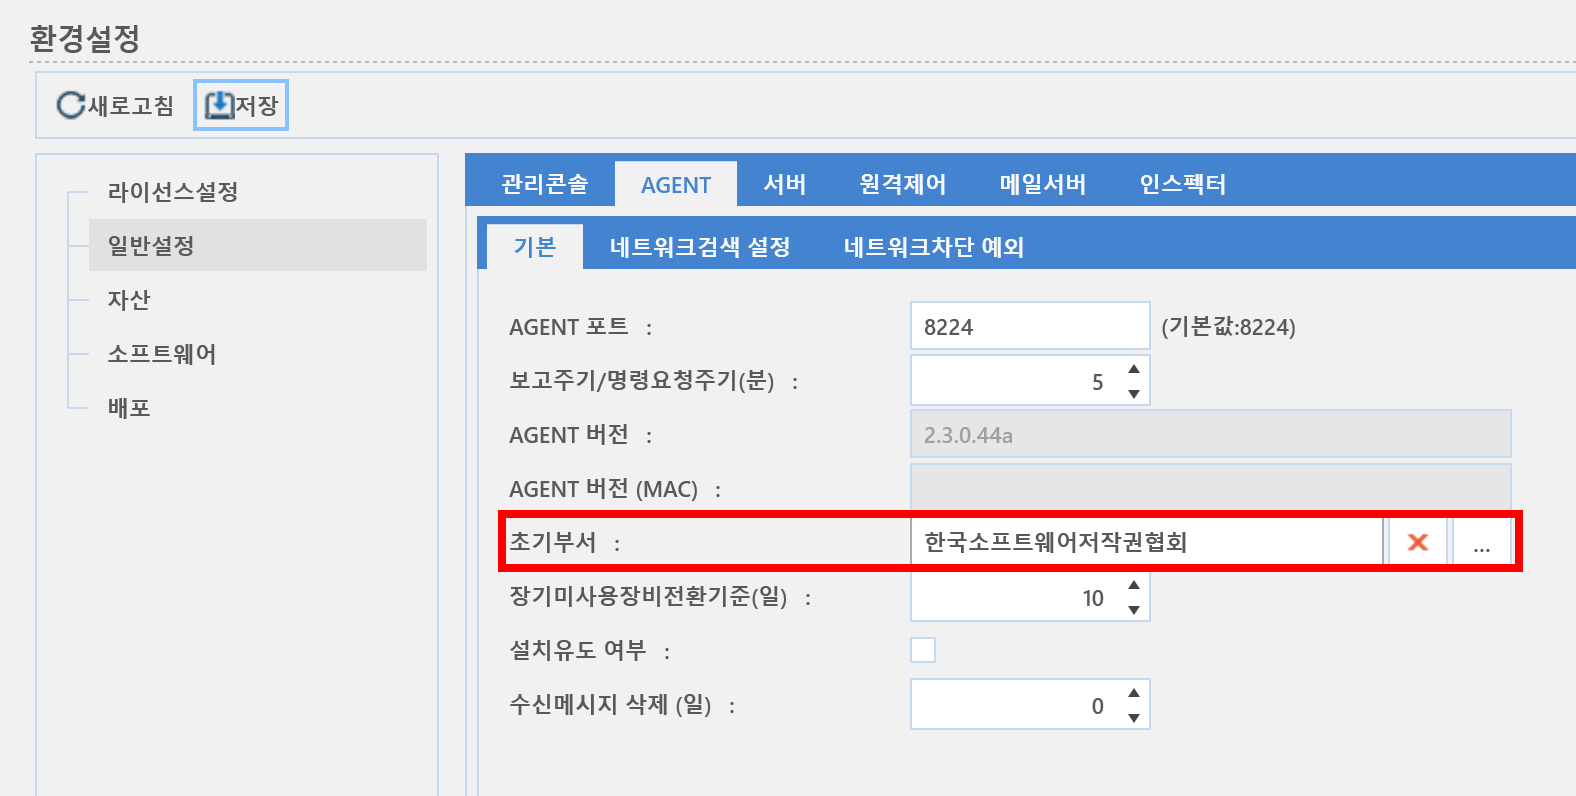 환경설정
새로고침 저장
라이선스설정
일반설정
자산
소프트웨어
배포
관리콘솔 AGENT 서버 원격제어 메일서버 인스펙터
기본 네트워크검색 설정 네트워크차단 예외
AGENT 포트 : 8224 (기본값:8224)
보고주기/명령요청주기(분) : 5
AGENT 버전 : 2.3.0.44a
AGENT 버전 (MAC) :
초기부서 : 한국소프트웨어저작권협회 ...
장기미사용장비전환기준(일) : 10
설치유도 여부 :
수신메시지 삭제 (일) : 0